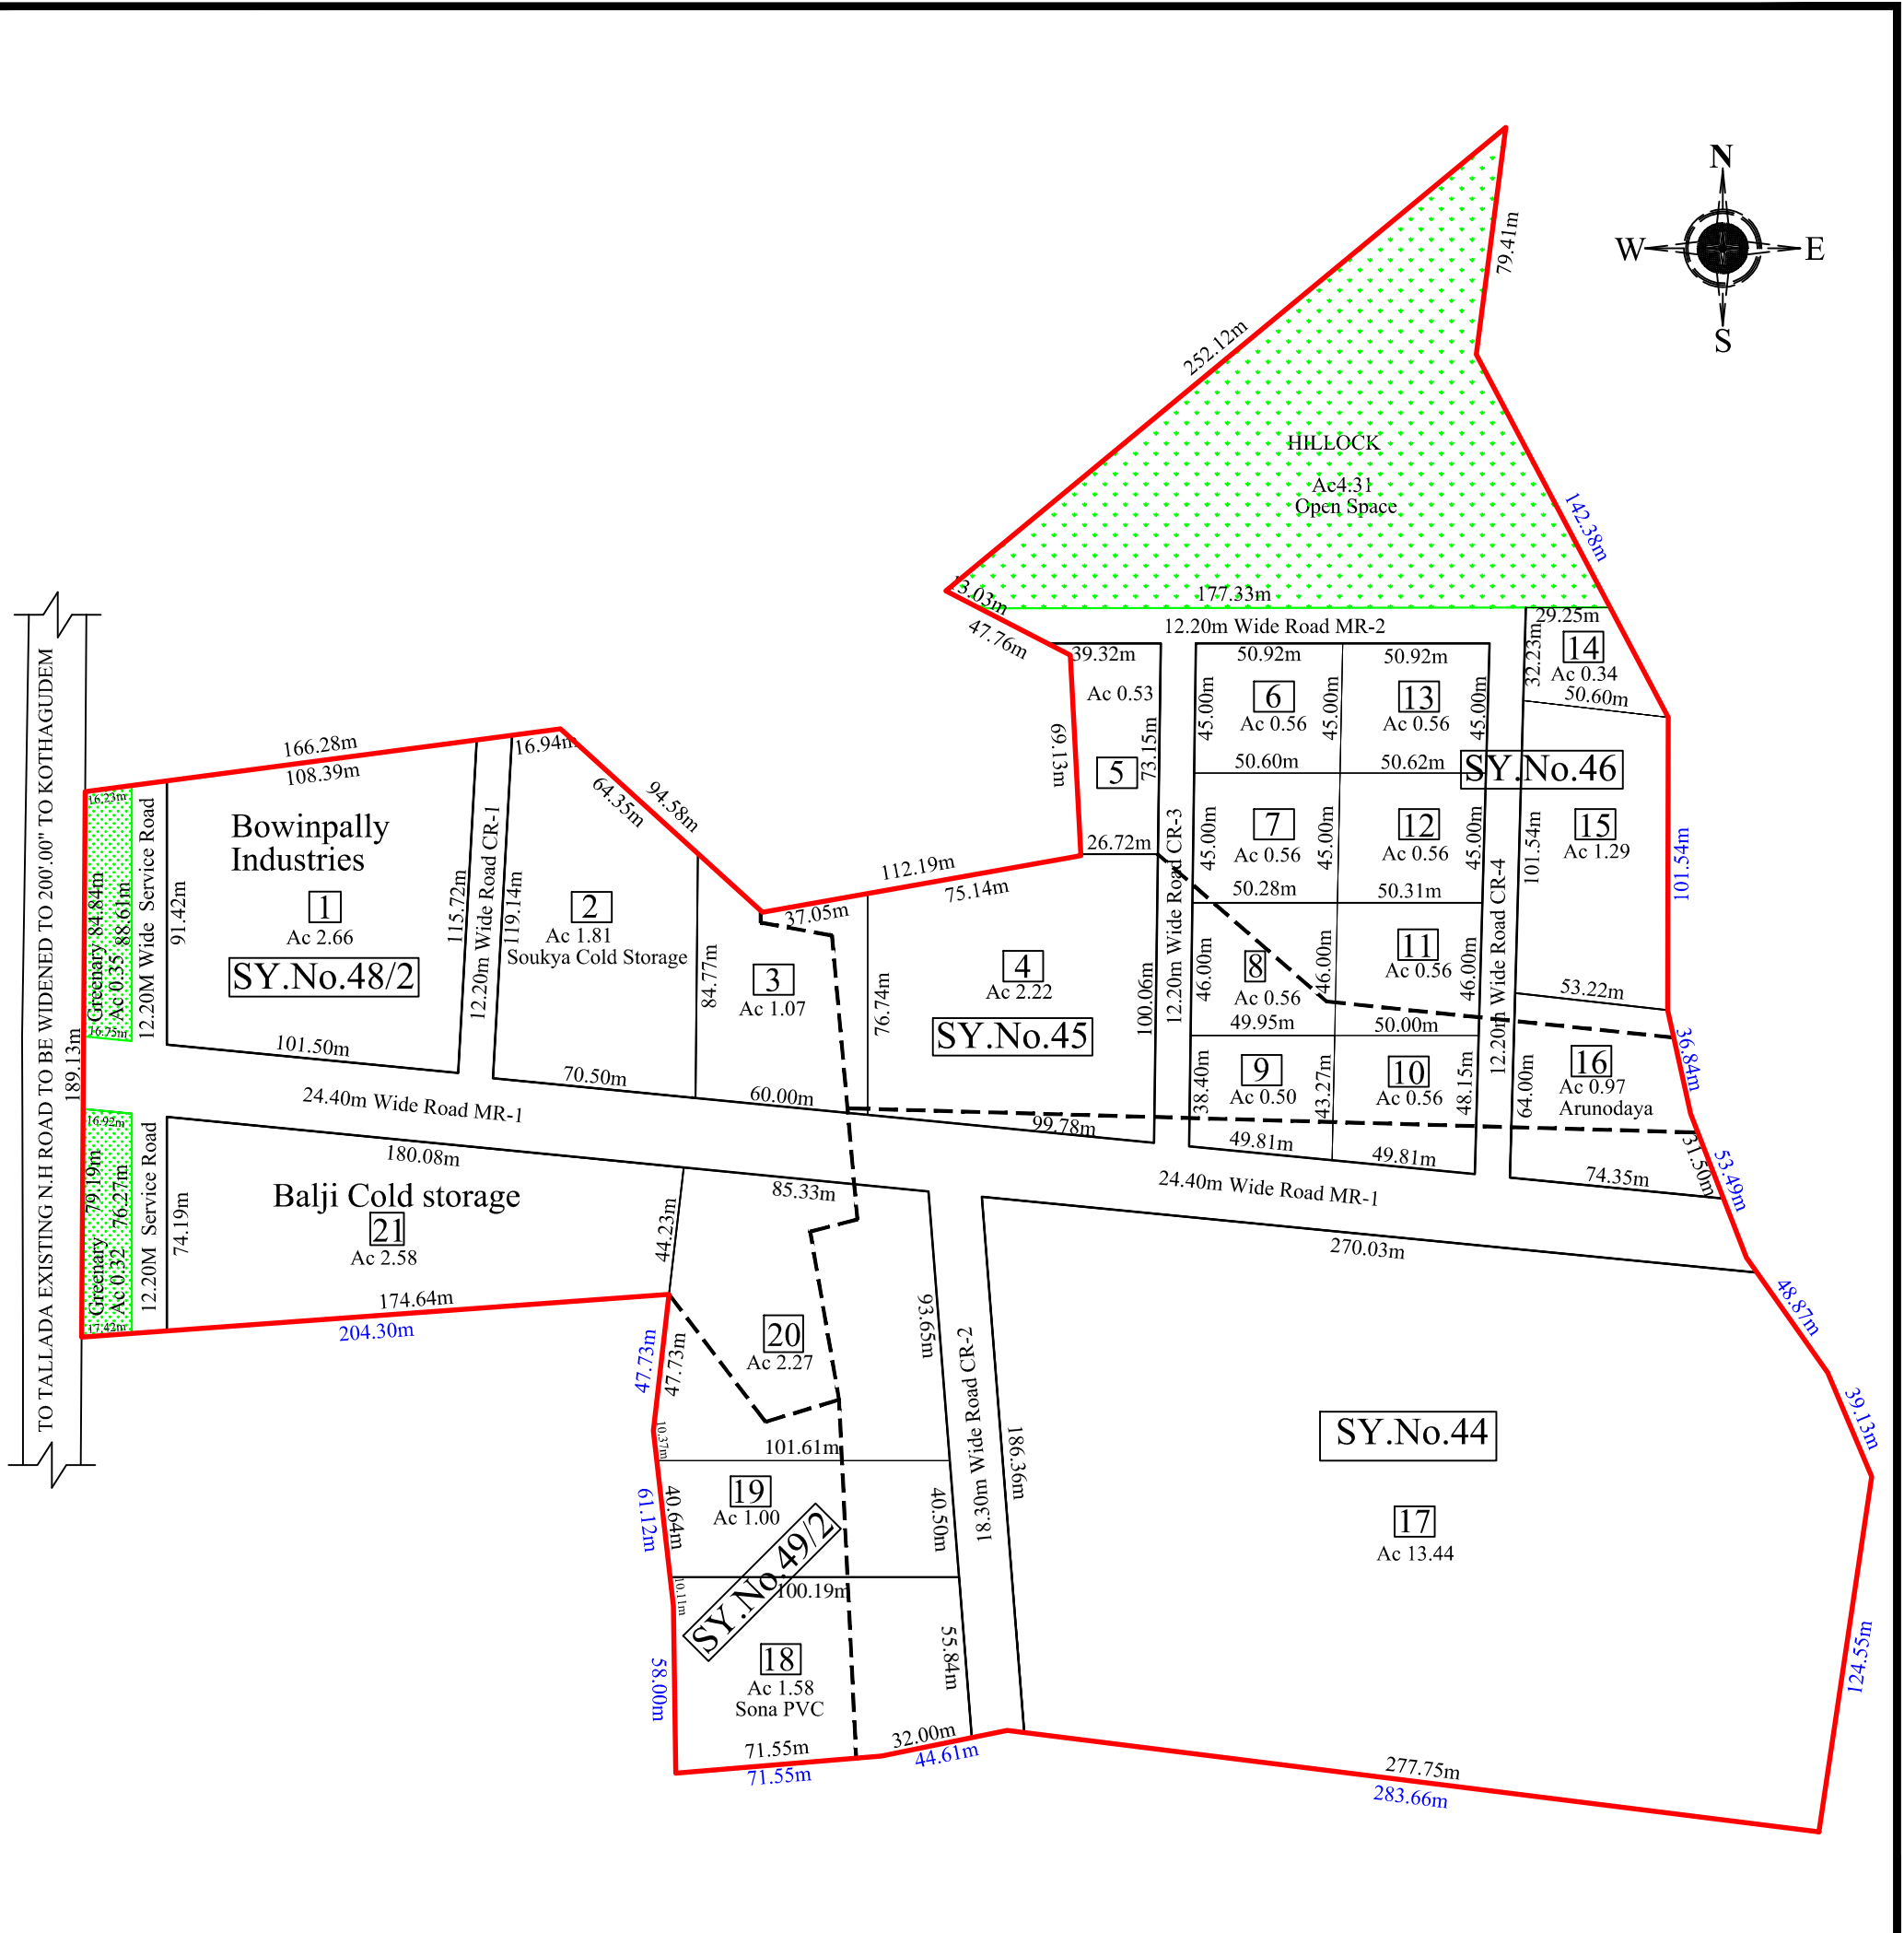 N
W
E
S
79.41m
252.12m
HILLOCK
Ac4.31
Open Space
142.38m
13.03m
177.33m
47.76m
12.20m Wide Road MR-2
29.25m
32.23m
14
Ac 0.34
50.60m
39.32m
Ac 0.53
5
69.13m
73.15m
26.72m
50.92m
50.92m
45.00m
6
Ac 0.56
45.00m
13
Ac 0.56
45.00m
50.60m
50.62m
SY.No.46
45.00m
7
Ac 0.56
45.00m
12
Ac 0.56
45.00m
101.54m
15
Ac 1.29
101.54m
50.28m
50.31m
12.20m Wide Road CR-3
12.20m Wide Road CR-4
46.00m
8
Ac 0.56
46.00m
11
Ac 0.56
46.00m
49.95m
50.00m
53.22m
38.40m
9
Ac 0.50
43.27m
10
Ac 0.56
48.15m
64.00m
16
Ac 0.97
Arunodaya
36.84m
31.50m
53.49m
49.81m
49.81m
74.35m
TO TALLADA EXISTING N.H ROAD TO BE WIDENED TO 200'.00" TO KOTHAGUDEM
189.13m
166.28m
108.39m
16.94m
64.35m
94.58m
16.23m
Greenary 84.84m
Ac 0.35 88.61m
16.75m
12.20M Wide Service Road
91.42m
Bowinpally
Industries
1
Ac 2.66
SY.No.48/2
101.50m
115.72m
12.20m Wide Road CR-1
119.14m
2
Ac 1.81
Soukya Cold Storage
70.50m
84.77m
112.19m
75.14m
37.05m
3
Ac 1.07
60.00m
76.74m
4
Ac 2.22
SY.No.45
100.06m
99.78m
24.40m Wide Road MR-1
24.40m Wide Road MR-1
270.03m
16.92m
Greenary 79.19m
Ac 0.32 76.27m
17.42m
12.20M Service Road
74.19m
180.08m
Balji Cold storage
21
Ac 2.58
174.64m
204.30m
44.23m
85.33m
20
Ac 2.27
47.73m
47.73m
93.65m
10.37m
101.61m
61.12m
40.64m
19
Ac 1.00
40.50m
SY.No.49/2
10.11m
100.19m
18
Ac 1.58
Sona PVC
58.00m
55.84m
71.55m
71.55m
32.00m
44.61m
18.30m Wide Road CR-2
186.36m
SY.No.44
17
Ac 13.44
48.87m
39.13m
124.55m
277.75m
283.66m